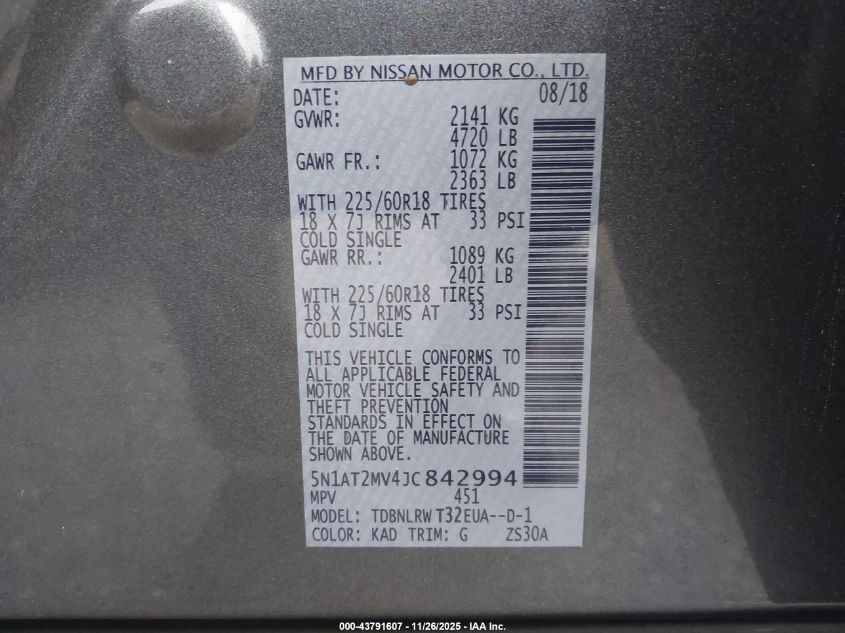 MFD BY NISSAN MOTOR CO., LTD.
DATE: 08/18
GVWR: 2141 KG
4720 LB
GAWR FR.: 1072 KG
2363 LB
WITH 225/60R18 TIRES
18 X 7J RIMS AT 33 PSI
COLD SINGLE
GAWR RR.: 1089 KG
2401 LB
WITH 225/60R18 TIRES
18 X 7J RIMS AT 33 PSI
COLD SINGLE
THIS VEHICLE CONFORMS TO
ALL APPLICABLE FEDERAL
MOTOR VEHICLE SAFETY AND
THEFT PREVENTION
STANDARDS IN EFFECT ON
THE DATE OF MANUFACTURE
SHOWN ABOVE.
5N1AT2MV4JC842994
MPV 451
MODEL: TDBNLRW T32EUA--D-1
COLOR: KAD TRIM: G ZS30A
000-43791607 - 11/26/2025 - IAA Inc.